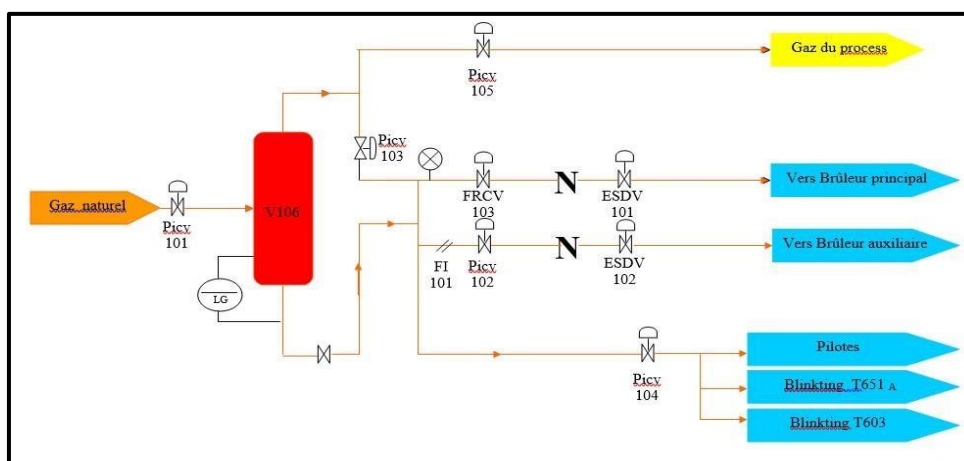 Gaz du process
Picv
105
Picv
103
FRCV
103
N
ESDV
101
Vers Brûleur principal
Gaz naturel
Picv
101
V106
FI
101
Picv
102
N
ESDV
102
Vers Brûleur auxiliaire
LG
Picv
104
Pilotes
Blinkting T651 A
Blinkting T603